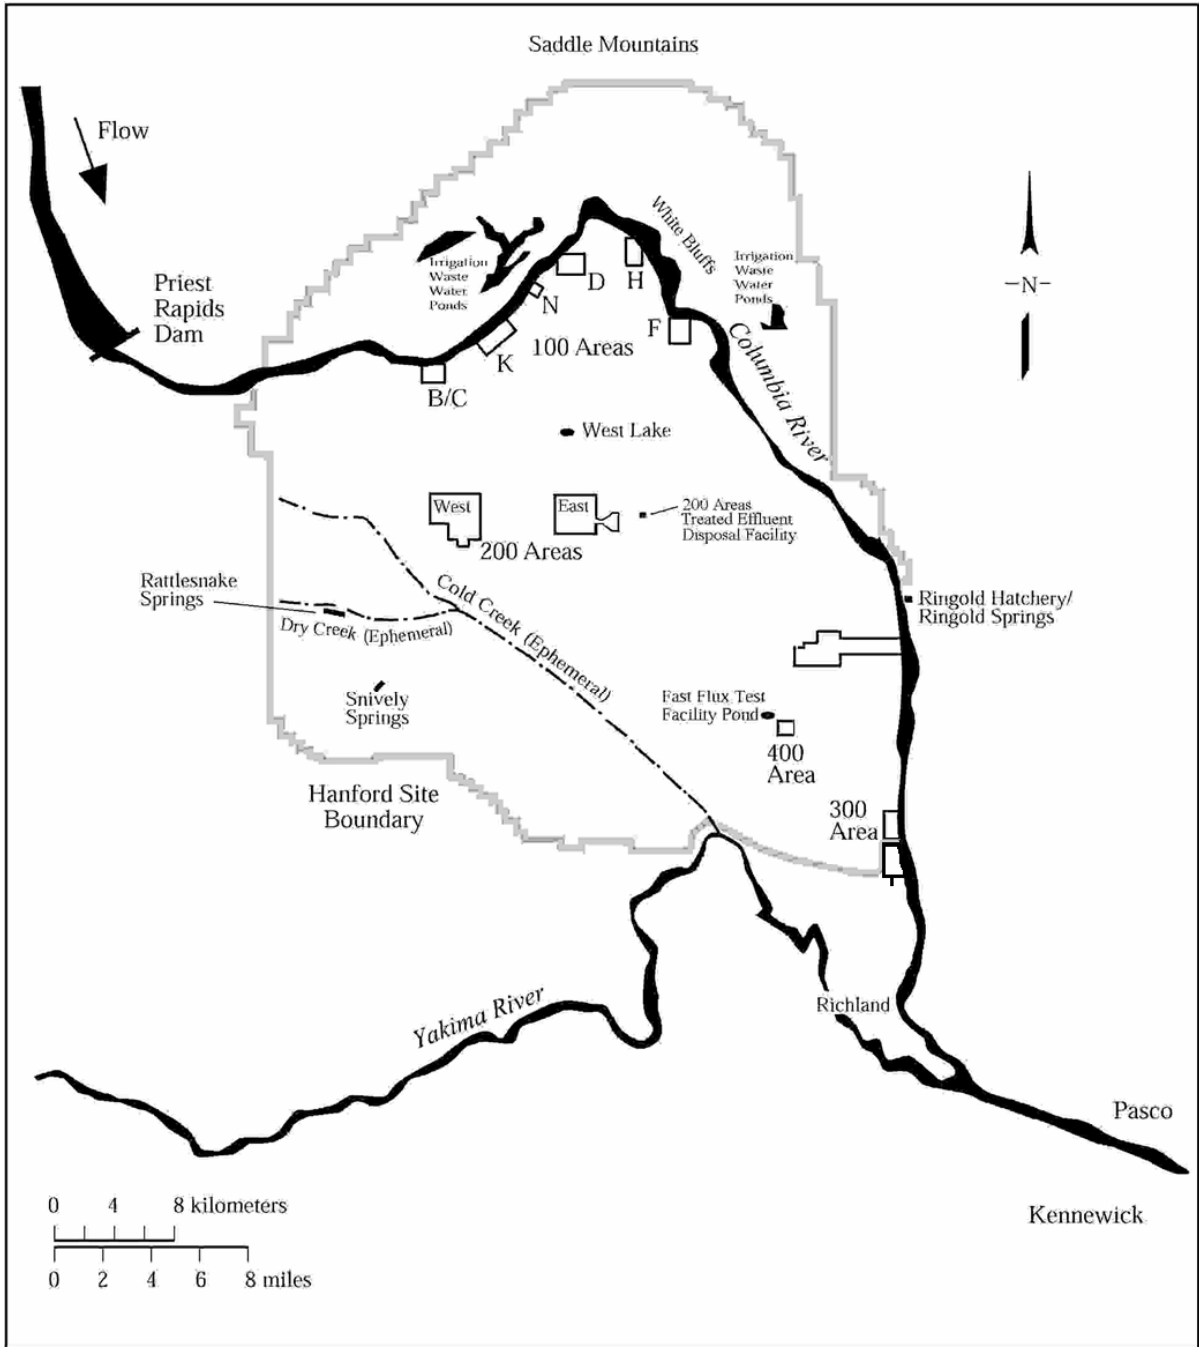 Saddle Mountains
Flow
White Bluffs
Irrigation
Waste
Water
Ponds
Irrigation
Waste
Water
Ponds
Priest
Rapids
Dam
-N-
D
H
N
F
K
100 Areas
B/C
Columbia River
West Lake
West
East
200 Areas
200 Areas
Treated Effluent
Disposal Facility
Rattlesnake
Springs
Cold Creek (Ephemeral)
Dry Creek (Ephemeral)
Ringold Hatchery/
Ringold Springs
Snively
Springs
Fast Flux Test
Facility Pond
400
Area
Hanford Site
Boundary
300
Area
Yakima River
Richland
Pasco
Kennewick
0 4 8 kilometers
0 2 4 6 8 miles